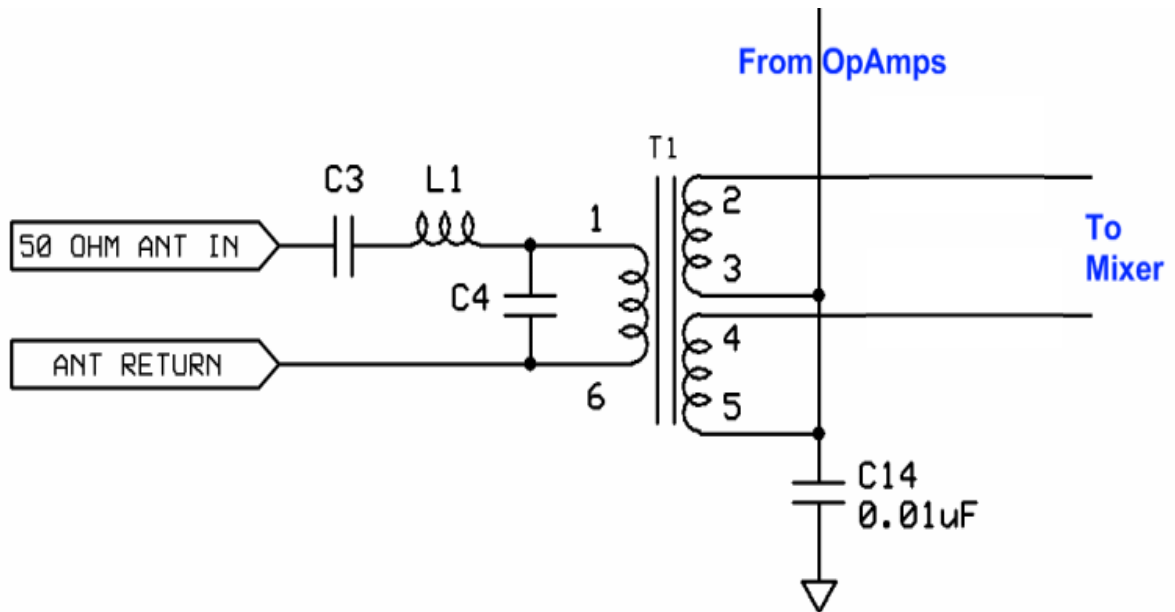 From OpAmps
T1
C3
L1
1
2
50 OHM ANT IN
To
Mixer
3
C4
4
ANT RETURN
6
5
C14
0.01uF